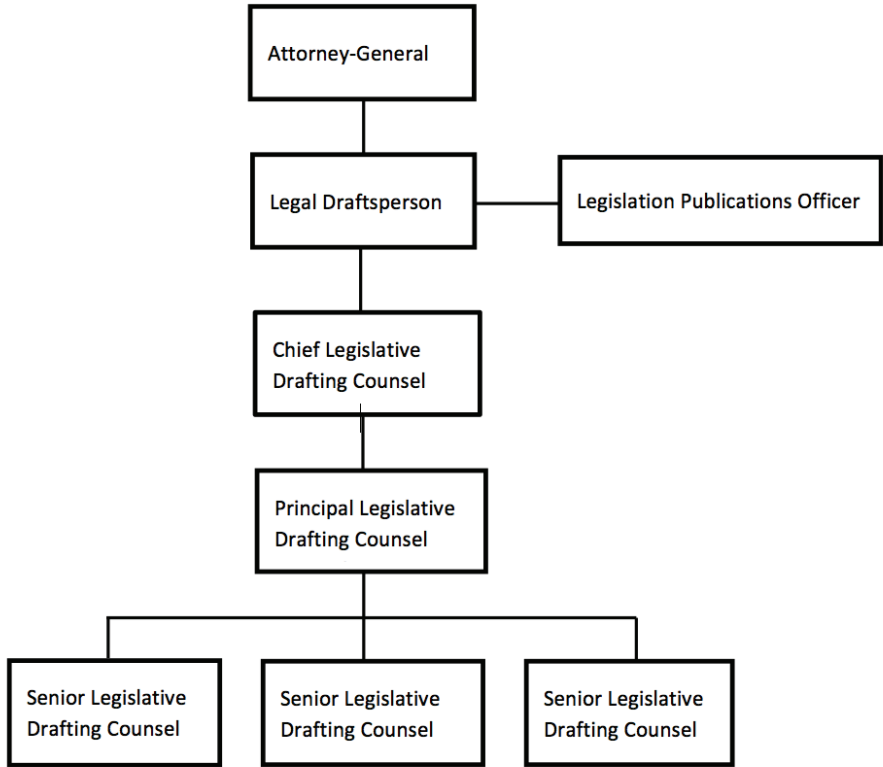 Attorney-General
Legal Draftsperson
Legislation Publications Officer
Chief Legislative
Drafting Counsel
Principal Legislative
Drafting Counsel
Senior Legislative
Drafting Counsel
Senior Legislative
Drafting Counsel
Senior Legislative
Drafting Counsel